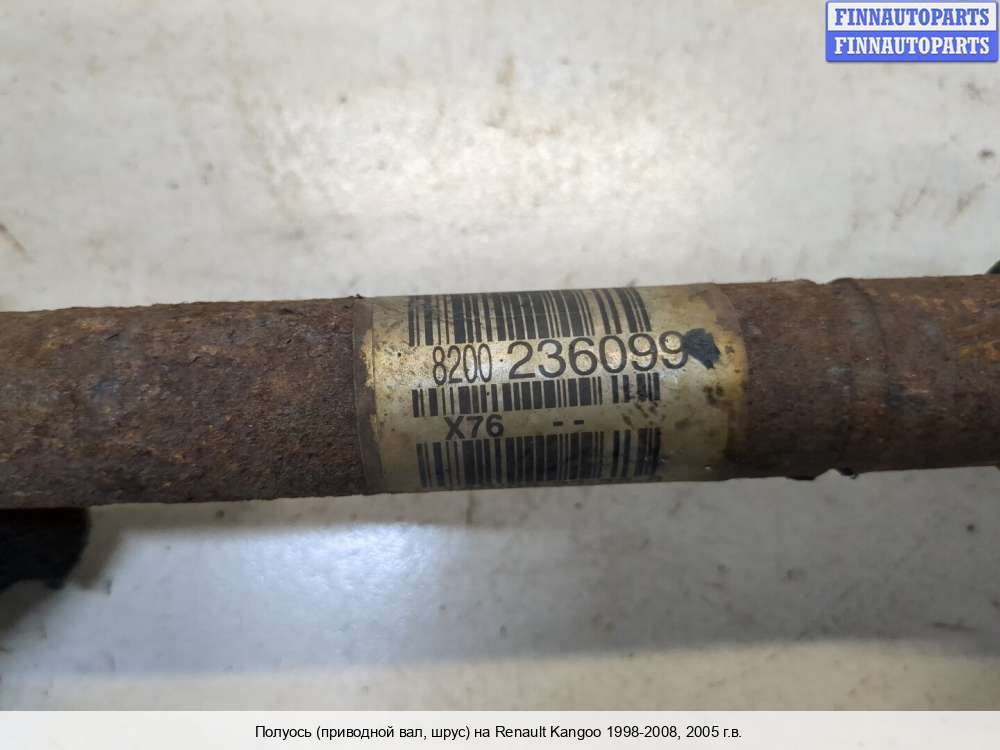 FINNAUTOPARTS
FINNAUTOPARTS
8200 236099
X76 --
Полуось (приводной вал, шрус) на Renault Kangoo 1998-2008, 2005 г.в.